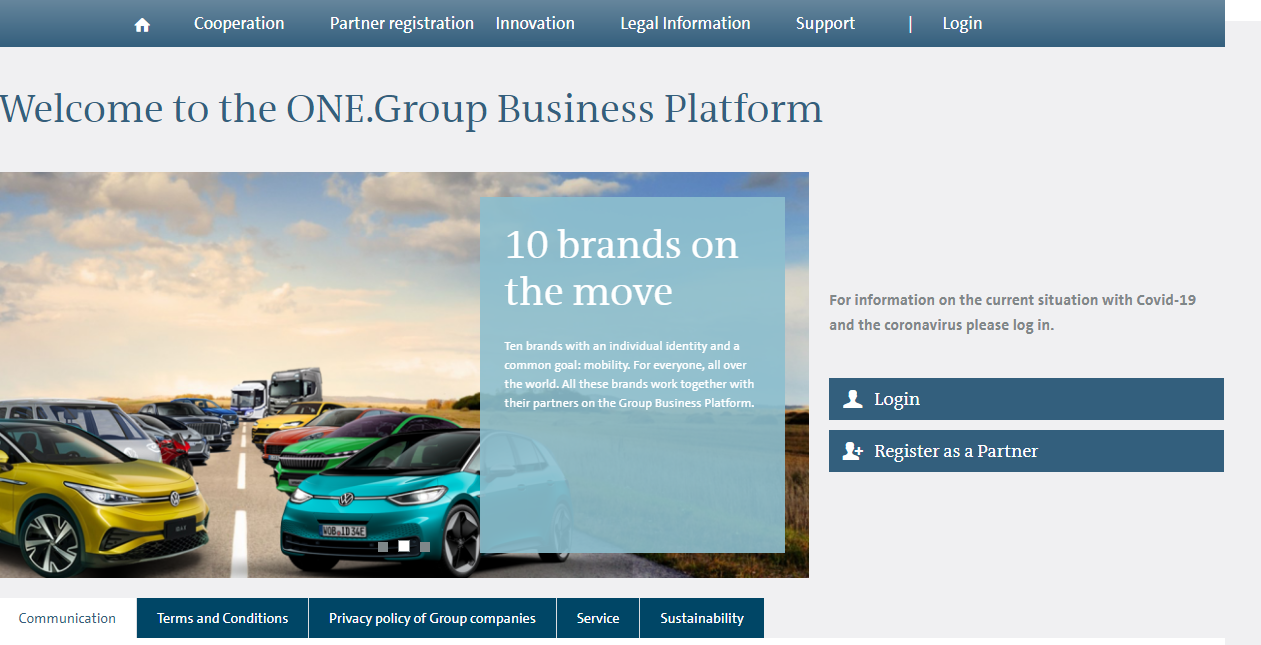 Cooperation Partner registration Innovation Legal Information Support | Login
Welcome to the ONE.Group Business Platform
10 brands on
the move
Ten brands with an individual identity and a
common goal: mobility. For everyone, all over
the world. All these brands work together with
their partners on the Group Business Platform.
WOB ID 34E
For information on the current situation with Covid-19
and the coronavirus please log in.
Login
Register as a Partner
Communication Terms and Conditions Privacy policy of Group companies Service Sustainability